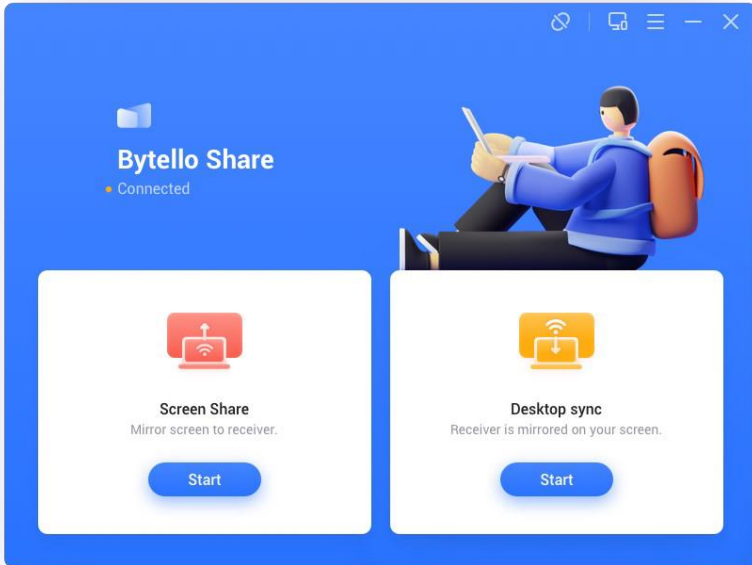 Bytello Share
Connected
Screen Share
Mirror screen to receiver.
Start
Desktop sync
Receiver is mirrored on your screen.
Start